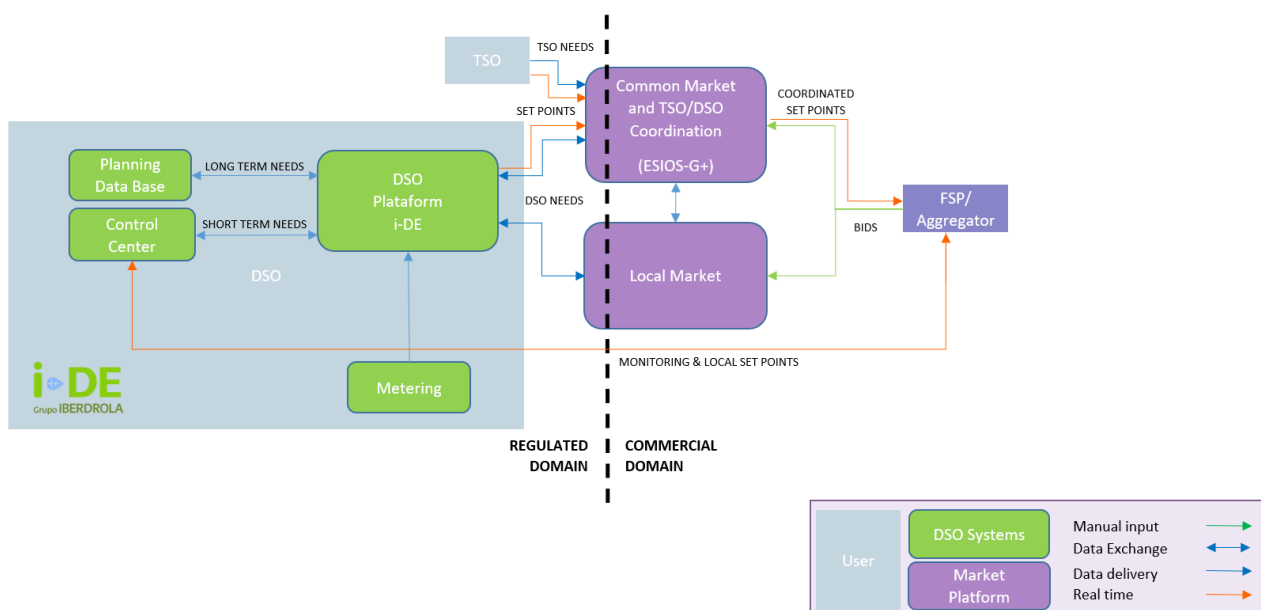 TSO NEEDS
TSO
Common Market
and TSO/DSO
Coordination
(ESIOS-G+)
COORDINATED
SET POINTS
SET POINTS
Planning
Data Base
LONG TERM NEEDS
DSO
Plataform
i-DE
DSO NEEDS
FSP/
Aggregator
BIDS
Control
Center
SHORT TERM NEEDS
DSO
Local Market
MONITORING & LOCAL SET POINTS
i DE
Grupo IBERDROLA
Metering
REGULATED
DOMAIN
COMMERCIAL
DOMAIN
User
DSO Systems
Market
Platform
Manual input
Data Exchange
Data delivery
Real time